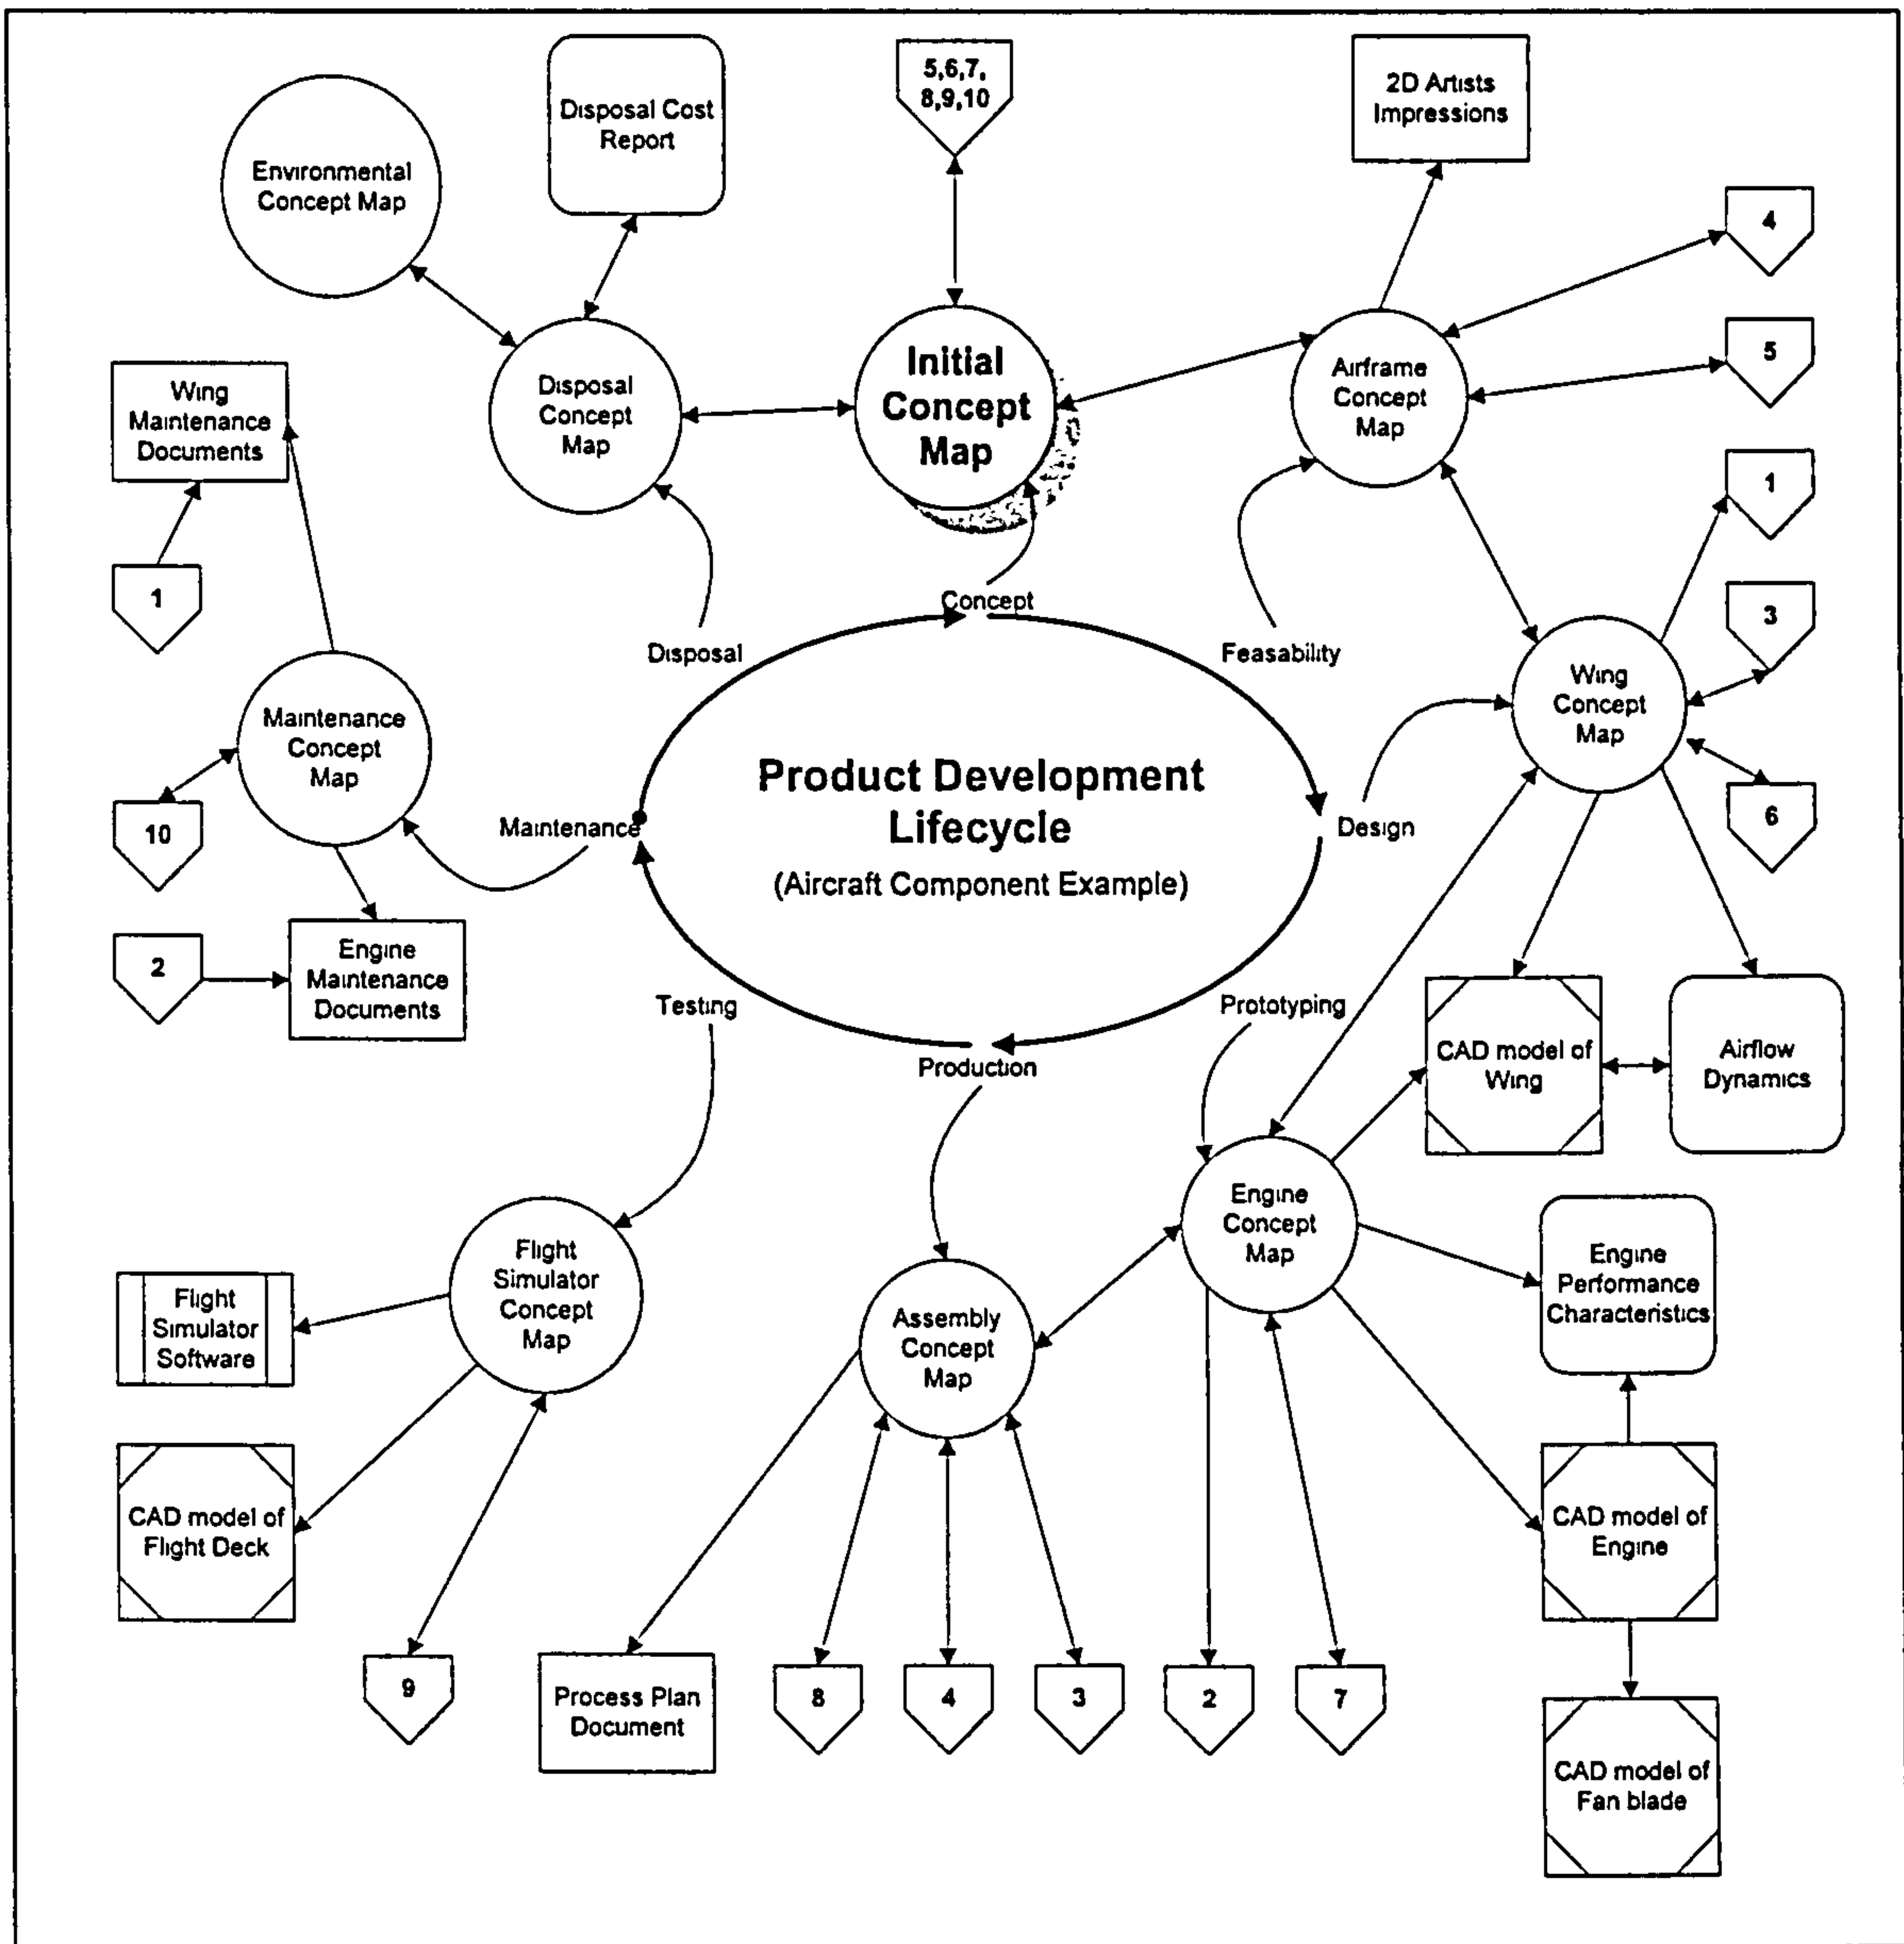 5,6,7,
8,9,10
2D Artists
Impressions
Disposal Cost
Report
Environmental
Concept Map
4
5
1
3
6
Initial
Concept
Map
Airframe
Concept
Map
Disposal
Concept
Map
Wing
Maintenance
Documents
1
Concept
Disposal
Feasability
Wing
Concept
Map
Maintenance
Concept
Map
10
Maintenance
Product Development
Lifecycle
(Aircraft Component Example)
Design
2
Engine
Maintenance
Documents
Testing
Prototyping
Production
CAD model of
Wing
Airflow
Dynamics
Engine
Concept
Map
Engine
Performance
Characteristics
Flight
Simulator
Concept
Map
Flight
Simulator
Software
Assembly
Concept
Map
CAD model of
Flight Deck
CAD model of
Engine
9
Process Plan
Document
8
4
3
2
7
CAD model of
Fan blade